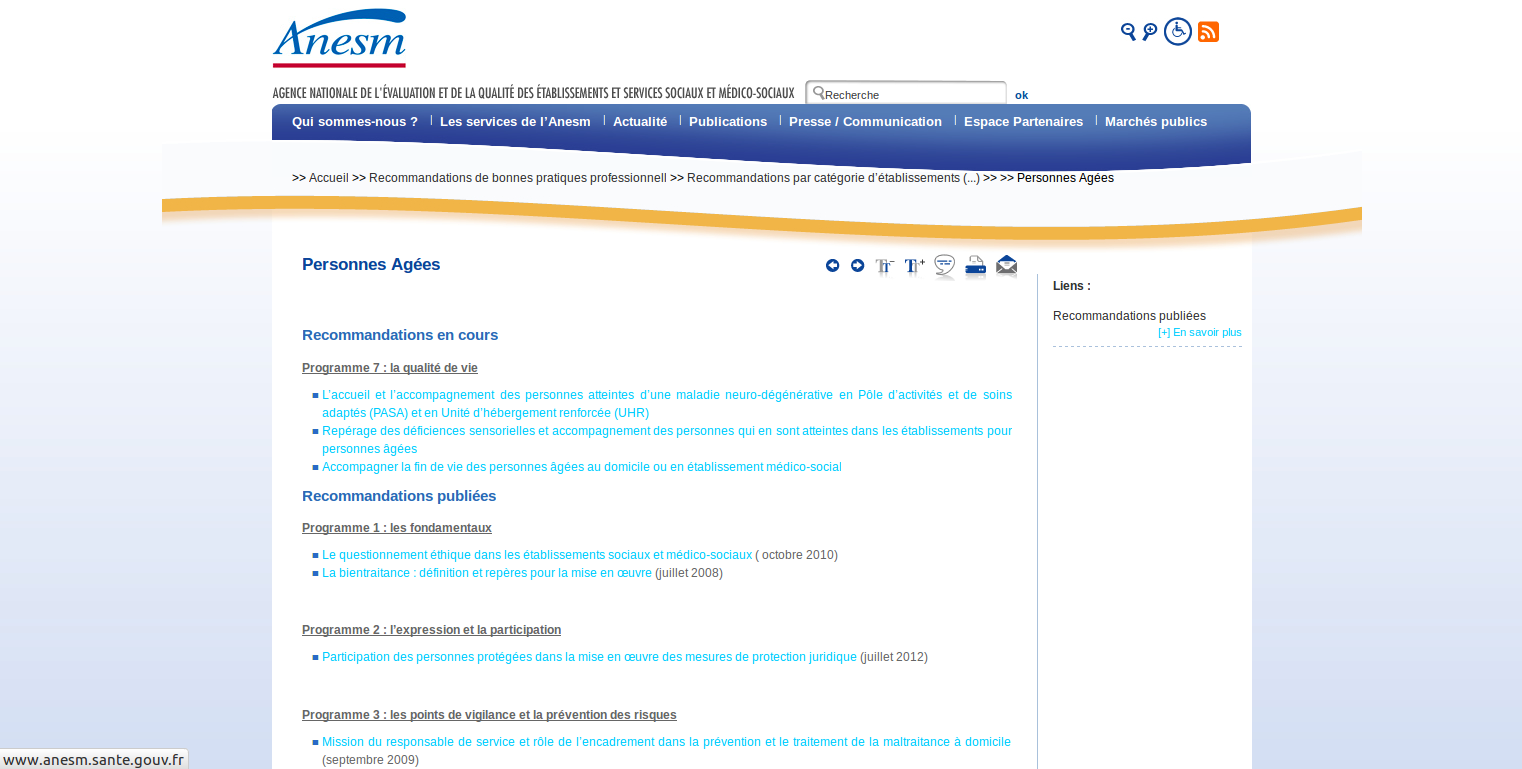 Anesm
AGENCE NATIONALE DE L'ÉVALUATION ET DE LA QUALITÉ DES ÉTABLISSEMENTS ET SERVICES SOCIAUX ET MÉDICO-SOCIAUX
Recherche ok
Qui sommes-nous ? | Les services de l'Anesm | Actualité | Publications | Presse / Communication | Espace Partenaires | Marchés publics
>> Accueil >> Recommandations de bonnes pratiques professionnell >> Recommandations par catégorie d'établissements (...) >> >> Personnes Agées
Personnes Agées
Recommandations en cours
Programme 7 : la qualité de vie
L'accueil et l'accompagnement des personnes atteintes d'une maladie neuro-dégénérative en Pôle d'activités et de soins
adaptés (PASA) et en Unité d'hébergement renforcée (UHR)
Repérage des déficiences sensorielles et accompagnement des personnes qui en sont atteintes dans les établissements pour
personnes âgées
Accompagner la fin de vie des personnes âgées au domicile ou en établissement médico-social
Recommandations publiées
Programme 1 : les fondamentaux
Le questionnement éthique dans les établissements sociaux et médico-sociaux ( octobre 2010)
La bientraitance : définition et repères pour la mise en œuvre (juillet 2008)
Programme 2 : l'expression et la participation
Participation des personnes protégées dans la mise en œuvre des mesures de protection juridique (juillet 2012)
Programme 3 : les points de vigilance et la prévention des risques
Mission du responsable de service et rôle de l'encadrement dans la prévention et le traitement de la maltraitance à domicile
(septembre 2009)
Liens :
Recommandations publiées
[+] En savoir plus
www.anesm.sante.gouv.fr